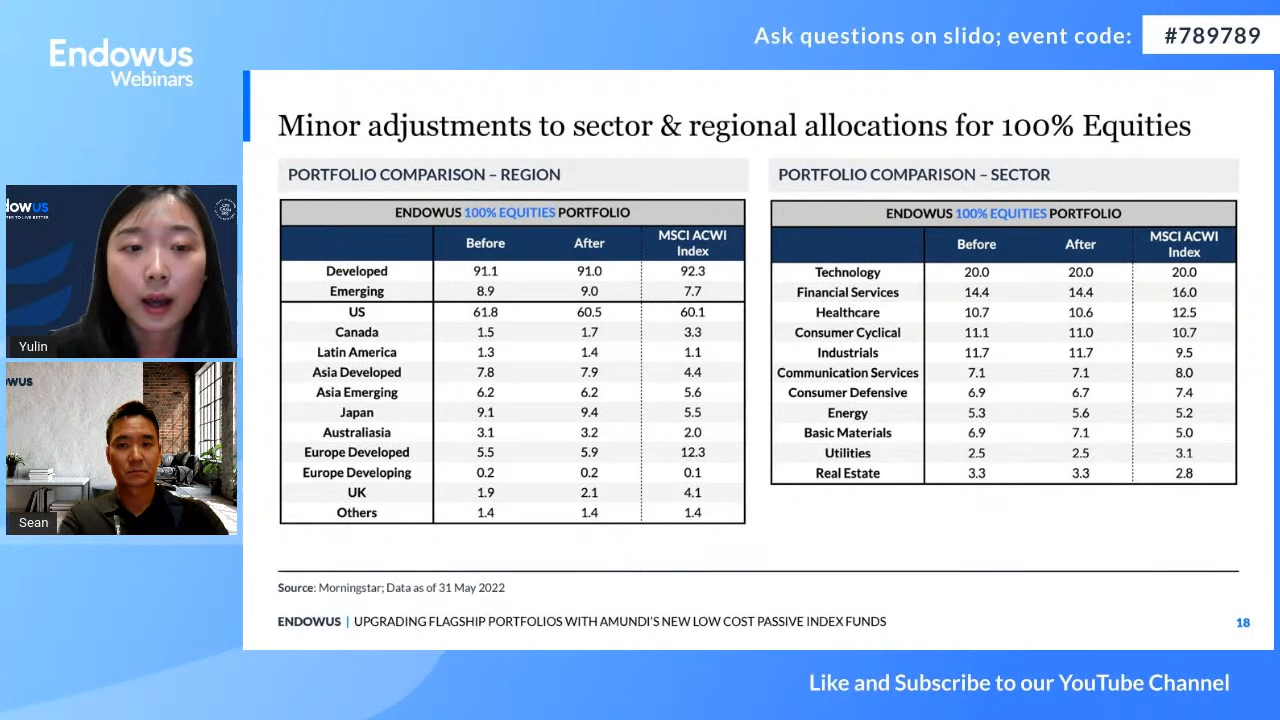 Endowus
Webinars
Ask questions on slido; event code: #789789
Minor adjustments to sector & regional allocations for 100% Equities
PORTFOLIO COMPARISON – REGION
ENDOWUS 100% EQUITIES PORTFOLIO
Before After MSCI ACWI Index
Developed 91.1 91.0 92.3
Emerging 8.9 9.0 7.7
US 61.8 60.5 60.1
Canada 1.5 1.7 3.3
Latin America 1.3 1.4 1.1
Asia Developed 7.8 7.9 4.4
Asia Emerging 6.2 6.2 5.6
Japan 9.1 9.4 5.5
Australiasia 3.1 3.2 2.0
Europe Developed 5.5 5.9 12.3
Europe Developing 0.2 0.2 0.1
UK 1.9 2.1 4.1
Others 1.4 1.4 1.4
PORTFOLIO COMPARISON – SECTOR
ENDOWUS 100% EQUITIES PORTFOLIO
Before After MSCI ACWI Index
Technology 20.0 20.0 20.0
Financial Services 14.4 14.4 16.0
Healthcare 10.7 10.6 12.5
Consumer Cyclical 11.1 11.0 10.7
Industrials 11.7 11.7 9.5
Communication Services 7.1 7.1 8.0
Consumer Defensive 6.9 6.7 7.4
Energy 5.3 5.6 5.2
Basic Materials 6.9 7.1 5.0
Utilities 2.5 2.5 3.1
Real Estate 3.3 3.3 2.8
Source: Morningstar; Data as of 31 May 2022
ENDOWUS | UPGRADING FLAGSHIP PORTFOLIOS WITH AMUNDI'S NEW LOW COST PASSIVE INDEX FUNDS
18
Yulin
Sean
Like and Subscribe to our YouTube Channel